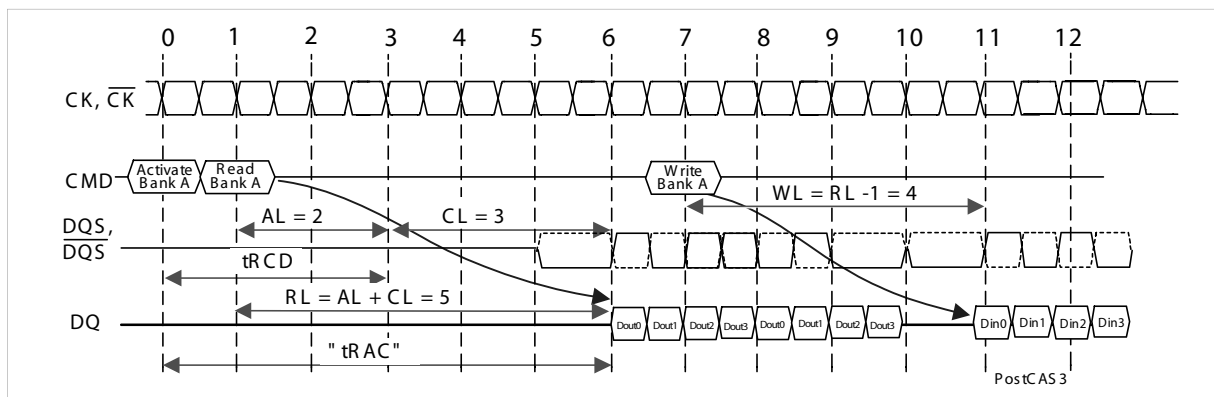 0 1 2 3 4 5 6 7 8 9 10 11 12
CK, CK
CMD
Activate
Bank A
Read
Bank A
Write
Bank A
WL = RL -1 = 4
AL = 2
CL = 3
DQS,
DQS
tRCD
RL = AL + CL = 5
DQ
Dout0 Dout1 Dout2 Dout3 Dout0 Dout1 Dout2 Dout3
Din0 Din1 Din2 Din3
" tRAC"
PostCAS3